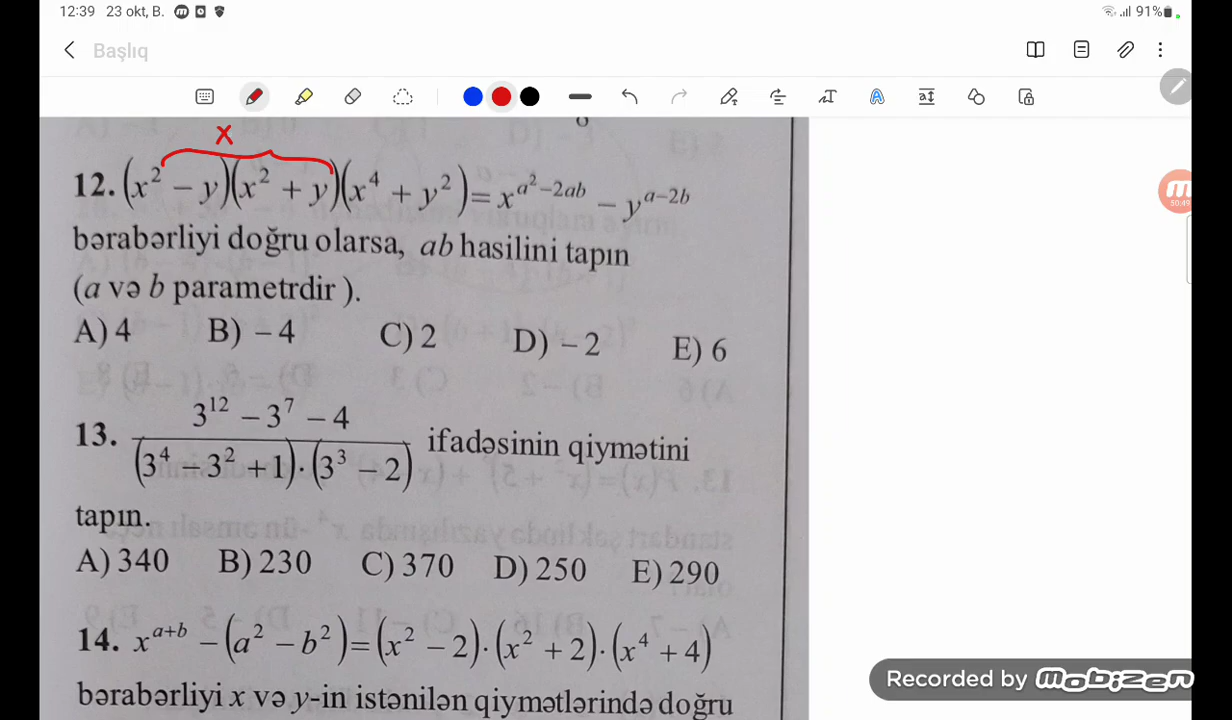 12:39 23 okt, B. 91%
Başlıq
x
12. (x² – y)(x² + y)(x⁴ + y²) = x^{a²–2ab} – y^{a–2b}
bərabərliyi doğru olarsa, ab hasilini tapın
(a və b parametrdir ).
A) 4 B) – 4 C) 2 D) – 2 E) 6
13. \frac{3¹² – 3⁷ – 4}{(3⁴ – 3² + 1)·(3³ – 2)} ifadəsinin qiymətini
tapın.
A) 340 B) 230 C) 370 D) 250 E) 290
14. x^{a+b} – (a² – b²) = (x² – 2)·(x² + 2)·(x⁴ + 4)
bərabərliyi x və y-in istənilən qiymətlərində doğru
50:49
Recorded by mobizen